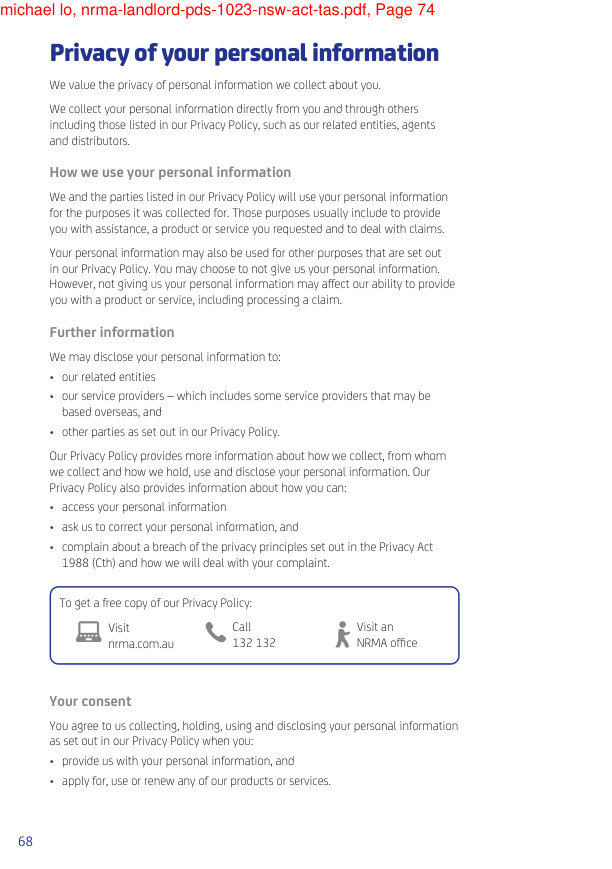 michael lo, nrma-landlord-pds-1023-nsw-act-tas.pdf, Page 74
Privacy of your personal information
We value the privacy of personal information we collect about you.
We collect your personal information directly from you and through others
including those listed in our Privacy Policy, such as our related entities, agents
and distributors.
How we use your personal information
We and the parties listed in our Privacy Policy will use your personal information
for the purposes it was collected for. Those purposes usually include to provide
you with assistance, a product or service you requested and to deal with claims.
Your personal information may also be used for other purposes that are set out
in our Privacy Policy. You may choose to not give us your personal information.
However, not giving us your personal information may affect our ability to provide
you with a product or service, including processing a claim.
Further information
We may disclose your personal information to:
• our related entities
• our service providers – which includes some service providers that may be
based overseas, and
• other parties as set out in our Privacy Policy.
Our Privacy Policy provides more information about how we collect, from whom
we collect and how we hold, use and disclose your personal information. Our
Privacy Policy also provides information about how you can:
• access your personal information
• ask us to correct your personal information, and
• complain about a breach of the privacy principles set out in the Privacy Act
1988 (Cth) and how we will deal with your complaint.
To get a free copy of our Privacy Policy:
Visit
nrma.com.au
Call
132 132
Visit an
NRMA office
Your consent
You agree to us collecting, holding, using and disclosing your personal information
as set out in our Privacy Policy when you:
• provide us with your personal information, and
• apply for, use or renew any of our products or services.
68